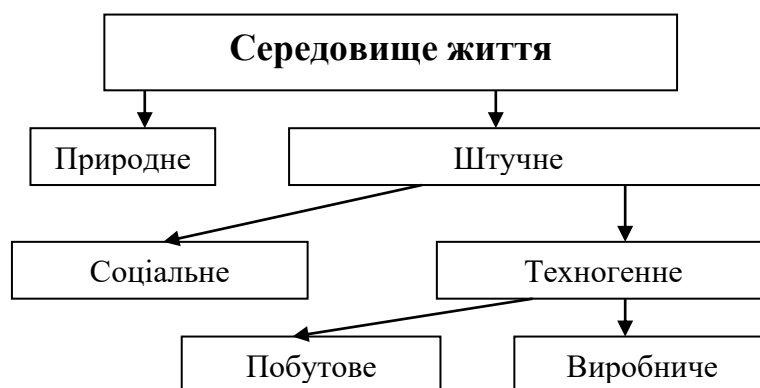 Середовище життя
Природне
Штучне
Соціальне
Техногенне
Побутове
Виробниче